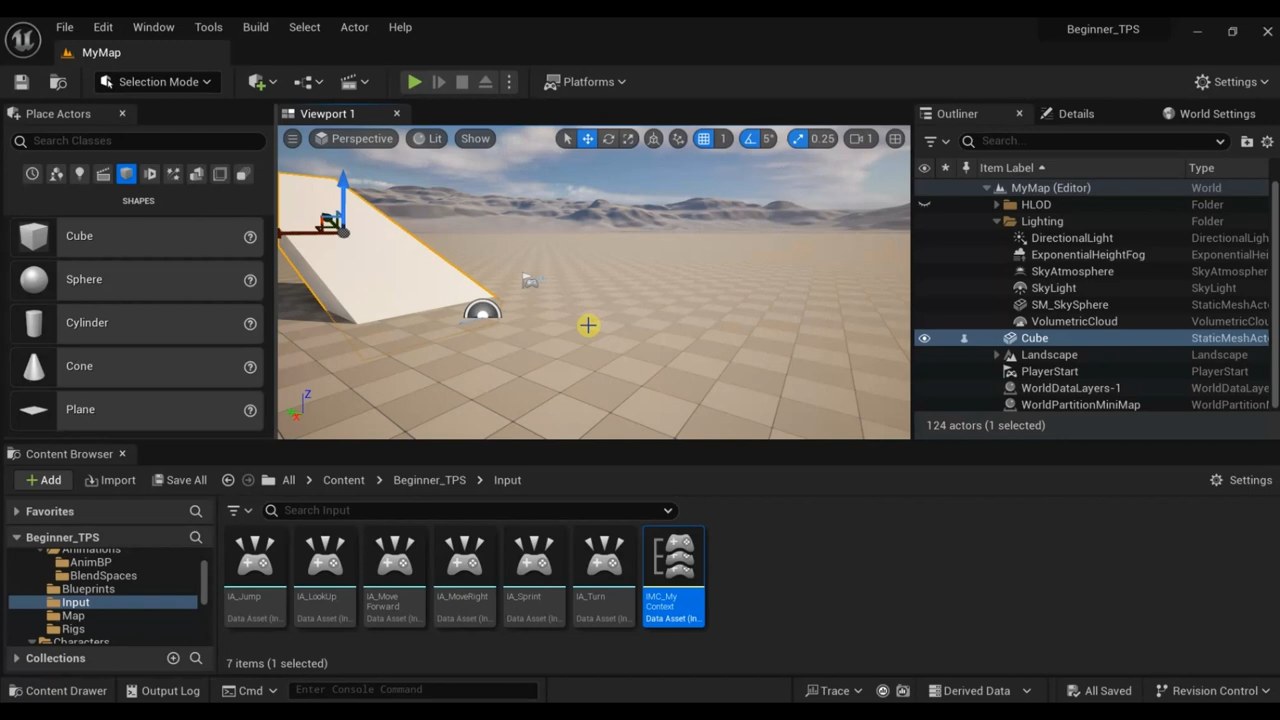 File Edit Window Tools Build Select Actor Help
Beginner_TPS
MyMap
Selection Mode
Platforms
Settings
Place Actors
Viewport 1
Outliner
Details
World Settings
Search Classes
Perspective
Lit
Show
1
5°
0.25
1
Search...
Item Label
Type
SHAPES
MyMap (Editor) World
HLOD Folder
Cube
Lighting Folder
DirectionalLight DirectionalLigh
ExponentialHeightFog ExponentialHei
Sphere
SkyAtmosphere SkyAtmospher
SkyLight SkyLight
SM_SkySphere StaticMeshAct
Cylinder
VolumetricCloud VolumetricClou
Cube StaticMeshAct
Landscape Landscape
Cone
PlayerStart PlayerStart
WorldDataLayers-1 WorldDataLaye
WorldPartitionMiniMap WorldPartition
Plane
Z
X
124 actors (1 selected)
Content Browser
Add
Import
Save All
All
Content
Beginner_TPS
Input
Settings
Favorites
Search Input
Beginner_TPS
Animations
AnimBP
BlendSpaces
Blueprints
Input
Map
Rigs
Characters
IA_Jump
Data Asset (In...
IA_LookUp
Data Asset (In...
IA_Move
Forward
Data Asset (In...
IA_MoveRight
Data Asset (In...
IA_Sprint
Data Asset (In...
IA_Turn
Data Asset (In...
IMC_My
Context
Data Asset (In...
Collections
7 items (1 selected)
Content Drawer
Output Log
Cmd
Enter Console Command
Trace
Derived Data
All Saved
Revision Control